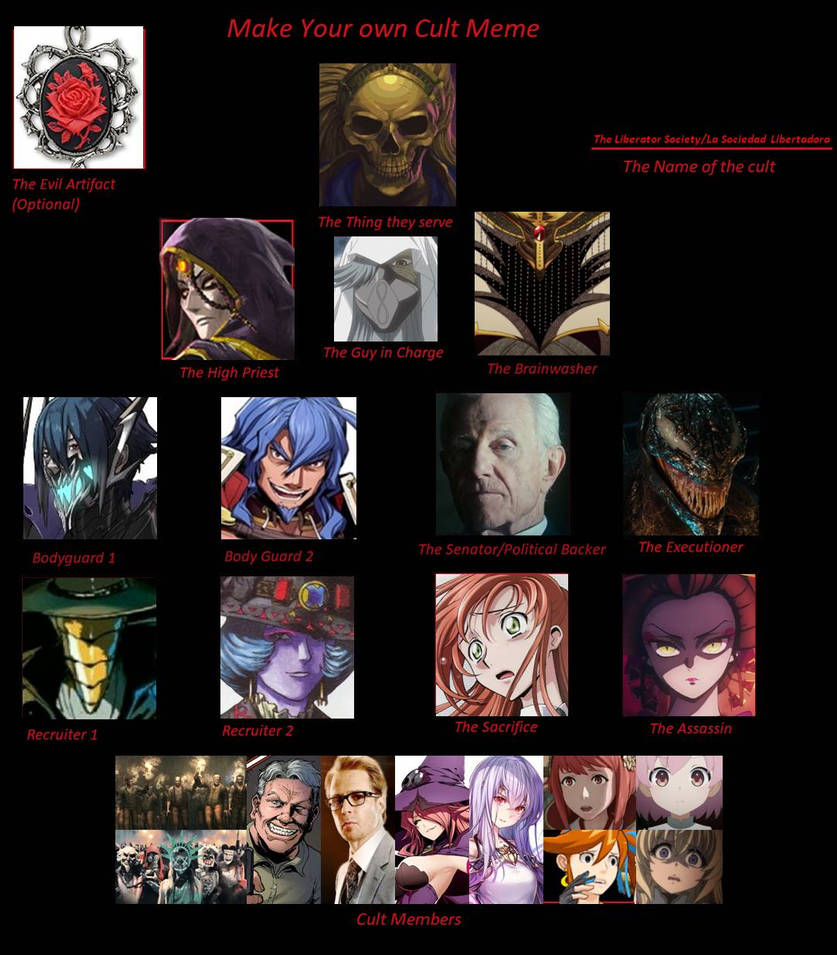 Make Your own Cult Meme
The Liberator Society/La Sociedad Libertadora
The Name of the cult
The Evil Artifact
(Optional)
The Thing they serve
The High Priest
The Guy in Charge
The Brainwasher
Bodyguard 1
Body Guard 2
The Senator/Political Backer
The Executioner
Recruiter 1
Recruiter 2
The Sacrifice
The Assassin
Cult Members